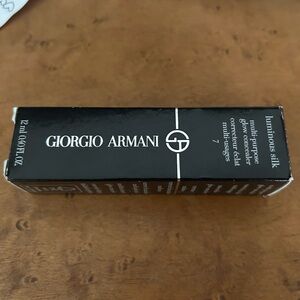 GIORGIO ARMANI
luminous silk
multi-purpose
glow concealer
correcteur éclat
multi-usages
7
12 ml 0.40 FL.OZ